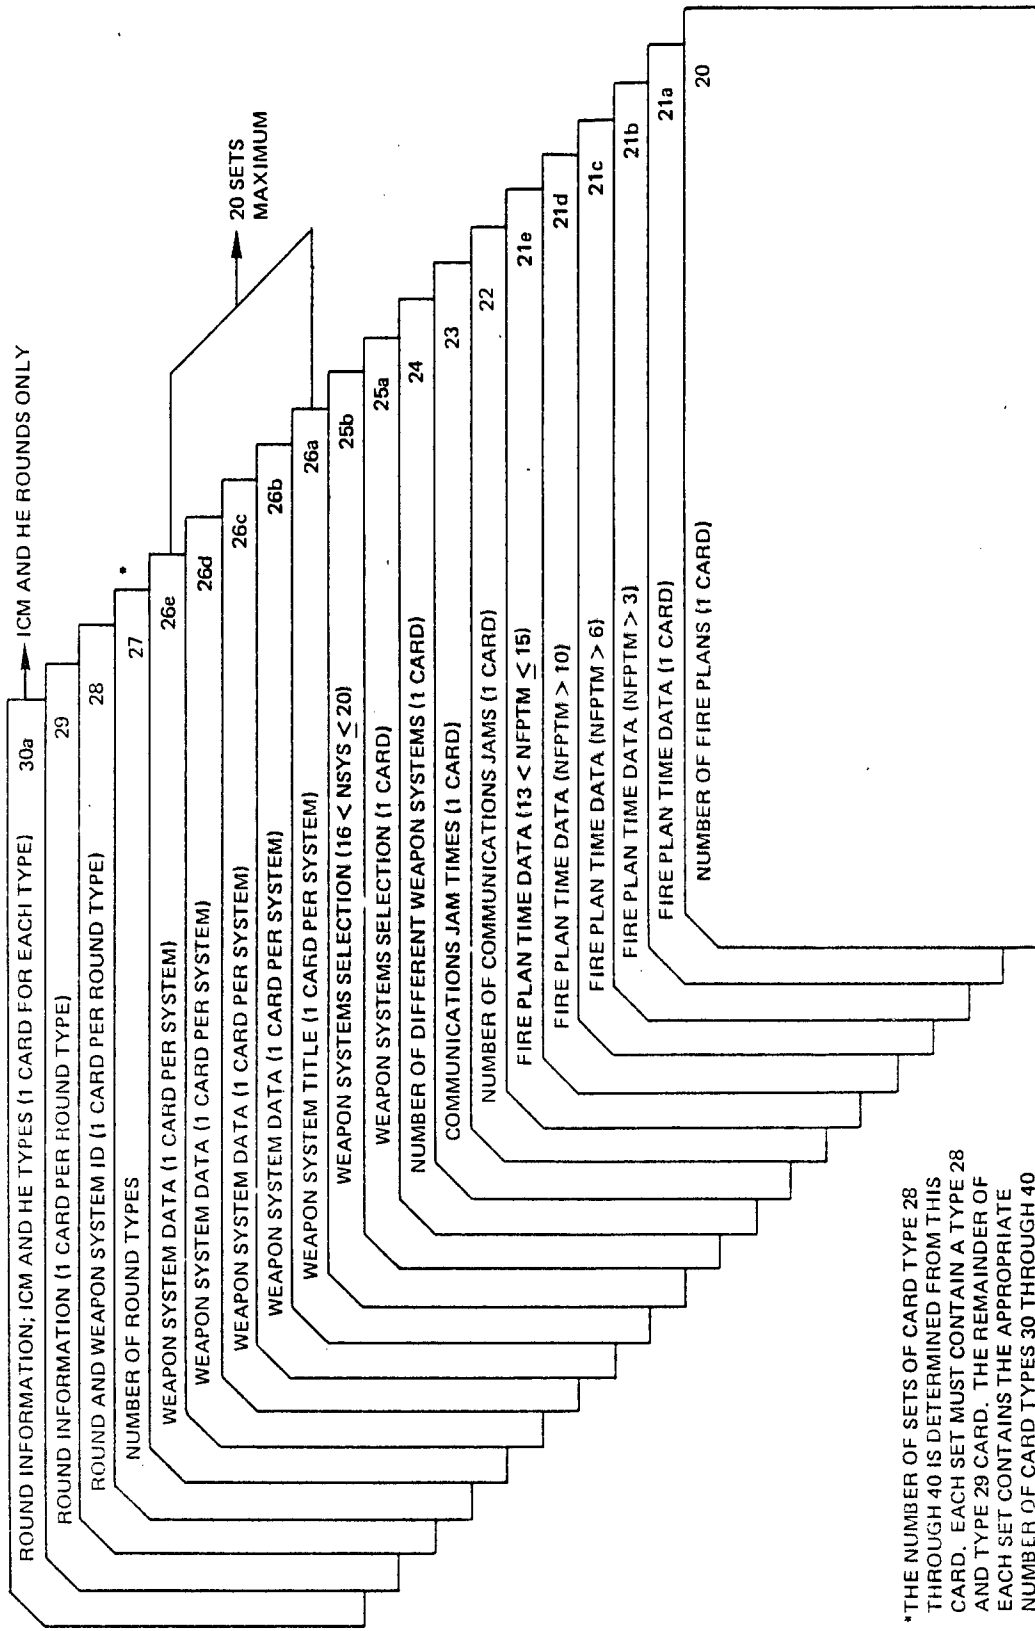 ROUND INFORMATION; ICM AND HE TYPES (1 CARD FOR EACH TYPE) 30a
ICM AND HE ROUNDS ONLY
ROUND INFORMATION (1 CARD PER ROUND TYPE) 29
ROUND AND WEAPON SYSTEM ID (1 CARD PER ROUND TYPE) 28
NUMBER OF ROUND TYPES 27 *
WEAPON SYSTEM DATA (1 CARD PER SYSTEM) 26e
WEAPON SYSTEM DATA (1 CARD PER SYSTEM) 26d
WEAPON SYSTEM DATA (1 CARD PER SYSTEM) 26c
WEAPON SYSTEM DATA (1 CARD PER SYSTEM) 26b
WEAPON SYSTEM TITLE (1 CARD PER SYSTEM) 26a
20 SETS
MAXIMUM
WEAPON SYSTEMS SELECTION (16 < NSYS ≤ 20) 25b
WEAPON SYSTEMS SELECTION (1 CARD) 25a
NUMBER OF DIFFERENT WEAPON SYSTEMS (1 CARD) 24
COMMUNICATIONS JAM TIMES (1 CARD) 23
NUMBER OF COMMUNICATIONS JAMS (1 CARD) 22
FIRE PLAN TIME DATA (13 < NFPTM ≤ 15) 21e
FIRE PLAN TIME DATA (NFPTM > 10) 21d
FIRE PLAN TIME DATA (NFPTM > 6) 21c
FIRE PLAN TIME DATA (NFPTM > 3) 21b
FIRE PLAN TIME DATA (1 CARD) 21a
NUMBER OF FIRE PLANS (1 CARD) 20
*THE NUMBER OF SETS OF CARD TYPE 28
THROUGH 40 IS DETERMINED FROM THIS
CARD. EACH SET MUST CONTAIN A TYPE 28
AND TYPE 29 CARD. THE REMAINDER OF
EACH SET CONTAINS THE APPROPRIATE
NUMBER OF CARD TYPES 30 THROUGH 40